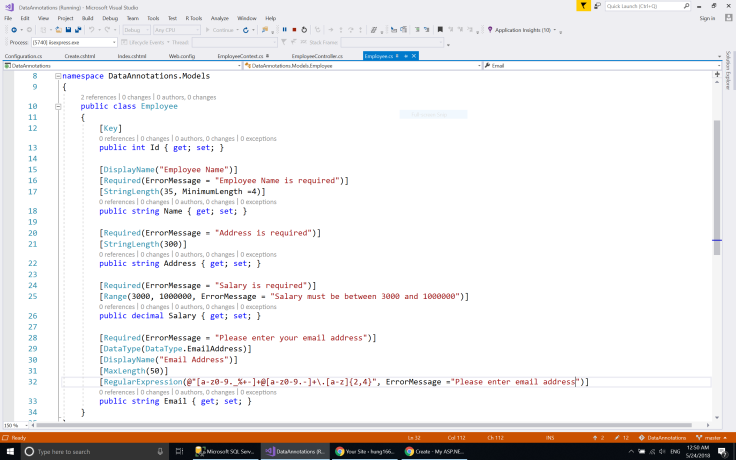 DataAnnotations (Running) - Microsoft Visual Studio
Quick Launch (Ctrl+Q)
File Edit View Project Build Debug Team Tools Test R Tools Analyze Window Help
Sign in
Debug Any CPU Continue Application Insights (10)
Process: [5740] iisexpress.exe Lifecycle Events Thread: Stack Frame:
Configuration.cs Create.cshtml Index.cshtml Web.config EmployeeContext.cs EmployeeController.cs Employee.cs
DataAnnotations DataAnnotations.Models.Employee Email
Solution Explorer
8 namespace DataAnnotations.Models
9 {
2 references | 0 changes | 0 authors, 0 changes
10 public class Employee
11 {
12 [Key]
0 references | 0 changes | 0 authors, 0 changes | 0 exceptions
13 public int Id { get; set; }
14
15 [DisplayName("Employee Name")]
16 [Required(ErrorMessage = "Employee Name is required")]
17 [StringLength(35, MinimumLength =4)]
0 references | 0 changes | 0 authors, 0 changes | 0 exceptions
18 public string Name { get; set; }
19
20 [Required(ErrorMessage = "Address is required")]
21 [StringLength(300)]
0 references | 0 changes | 0 authors, 0 changes | 0 exceptions
22 public string Address { get; set; }
23
24 [Required(ErrorMessage = "Salary is required")]
25 [Range(3000, 1000000, ErrorMessage = "Salary must be between 3000 and 1000000")]
0 references | 0 changes | 0 authors, 0 changes | 0 exceptions
26 public decimal Salary { get; set; }
27
28 [Required(ErrorMessage = "Please enter your email address")]
29 [DataType(DataType.EmailAddress)]
30 [DisplayName("Email Address")]
31 [MaxLength(50)]
32 [RegularExpression(@"[a-z0-9._%+-]+@[a-z0-9.-]+\.[a-z]{2,4}", ErrorMessage ="Please enter email address")]
0 references | 0 changes | 0 authors, 0 changes | 0 exceptions
33 public string Email { get; set; }
34 }
150 %
Ready Ln 32 Col 112 Ch 112 INS 2 12 DataAnnotations master
Type here to search Microsoft SQL Serv... DataAnnotations (R... Your Site - hung166... Create - My ASP.NE... ENG 12:50 AM
5/24/2018